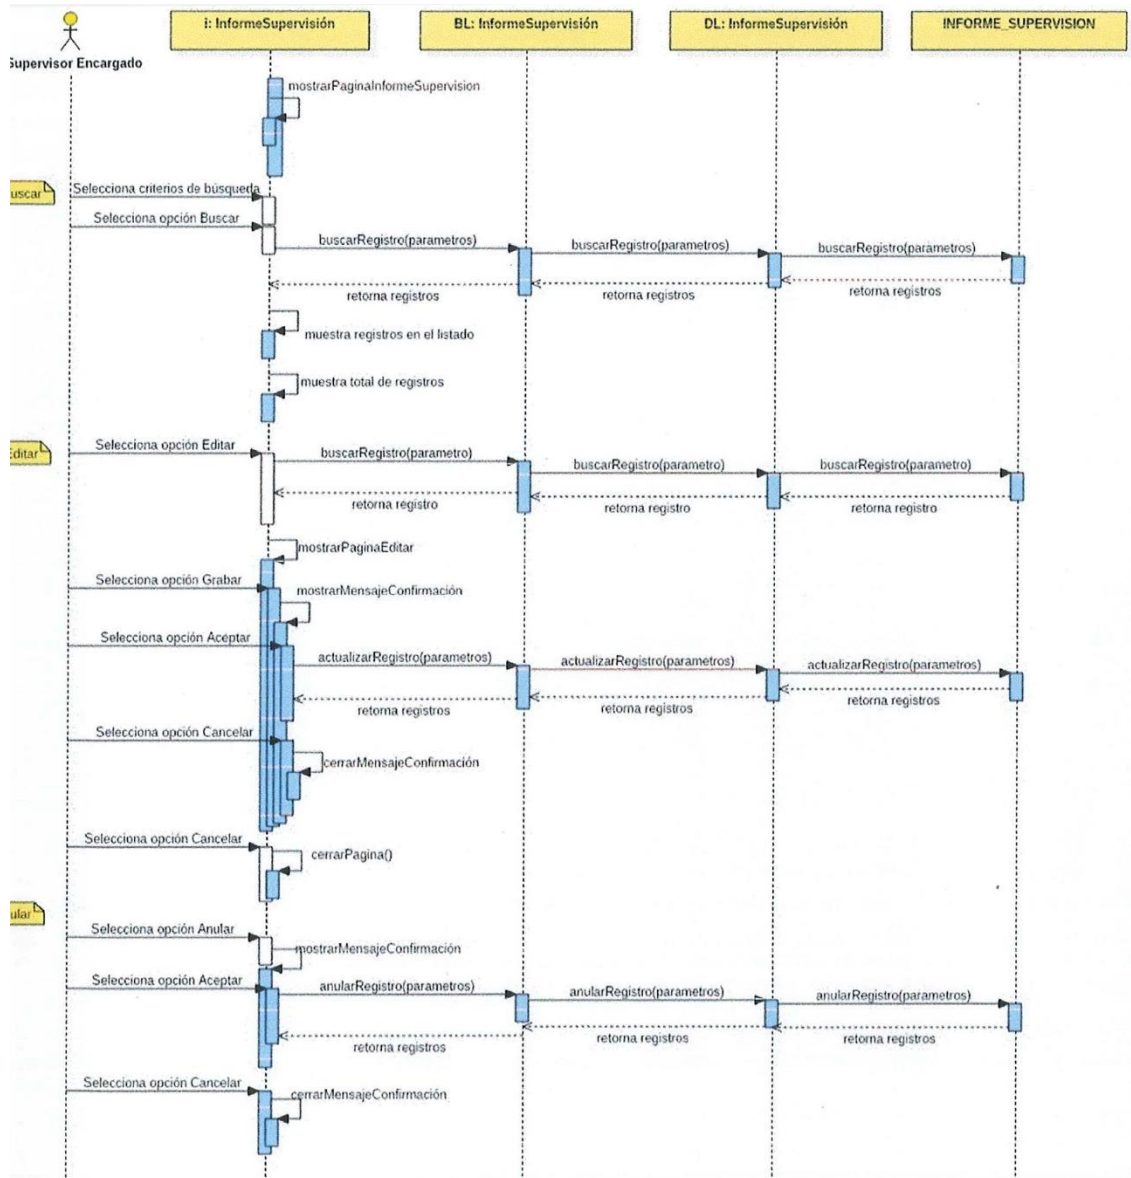 i: InformeSupervisión
BL: InformeSupervisión
DL: InformeSupervisión
INFORME_SUPERVISION
Supervisor Encargado
mostrarPaginaInformeSupervision
uscar
Selecciona criterios de búsqueda
Selecciona opción Buscar
buscarRegistro(parametros)
buscarRegistro(parametros)
buscarRegistro(parametros)
retorna registros
retorna registros
retorna registros
muestra registros en el listado
muestra total de registros
ditar
Selecciona opción Editar
buscarRegistro(parametro)
buscarRegistro(parametro)
buscarRegistro(parametro)
retorna registro
retorna registro
retorna registro
mostrarPaginaEditar
Selecciona opción Grabar
mostrarMensajeConfirmación
Selecciona opción Aceptar
actualizarRegistro(parametros)
actualizarRegistro(parametros)
actualizarRegistro(parametros)
retorna registros
retorna registros
retorna registros
Selecciona opción Cancelar
cerrarMensajeConfirmación
Selecciona opción Cancelar
cerrarPagina()
ular
Selecciona opción Anular
mostrarMensajeConfirmación
Selecciona opción Aceptar
anularRegistro(parametros)
anularRegistro(parametros)
anularRegistro(parametros)
retorna registros
retorna registros
retorna registros
Selecciona opción Cancelar
cerrarMensajeConfirmación